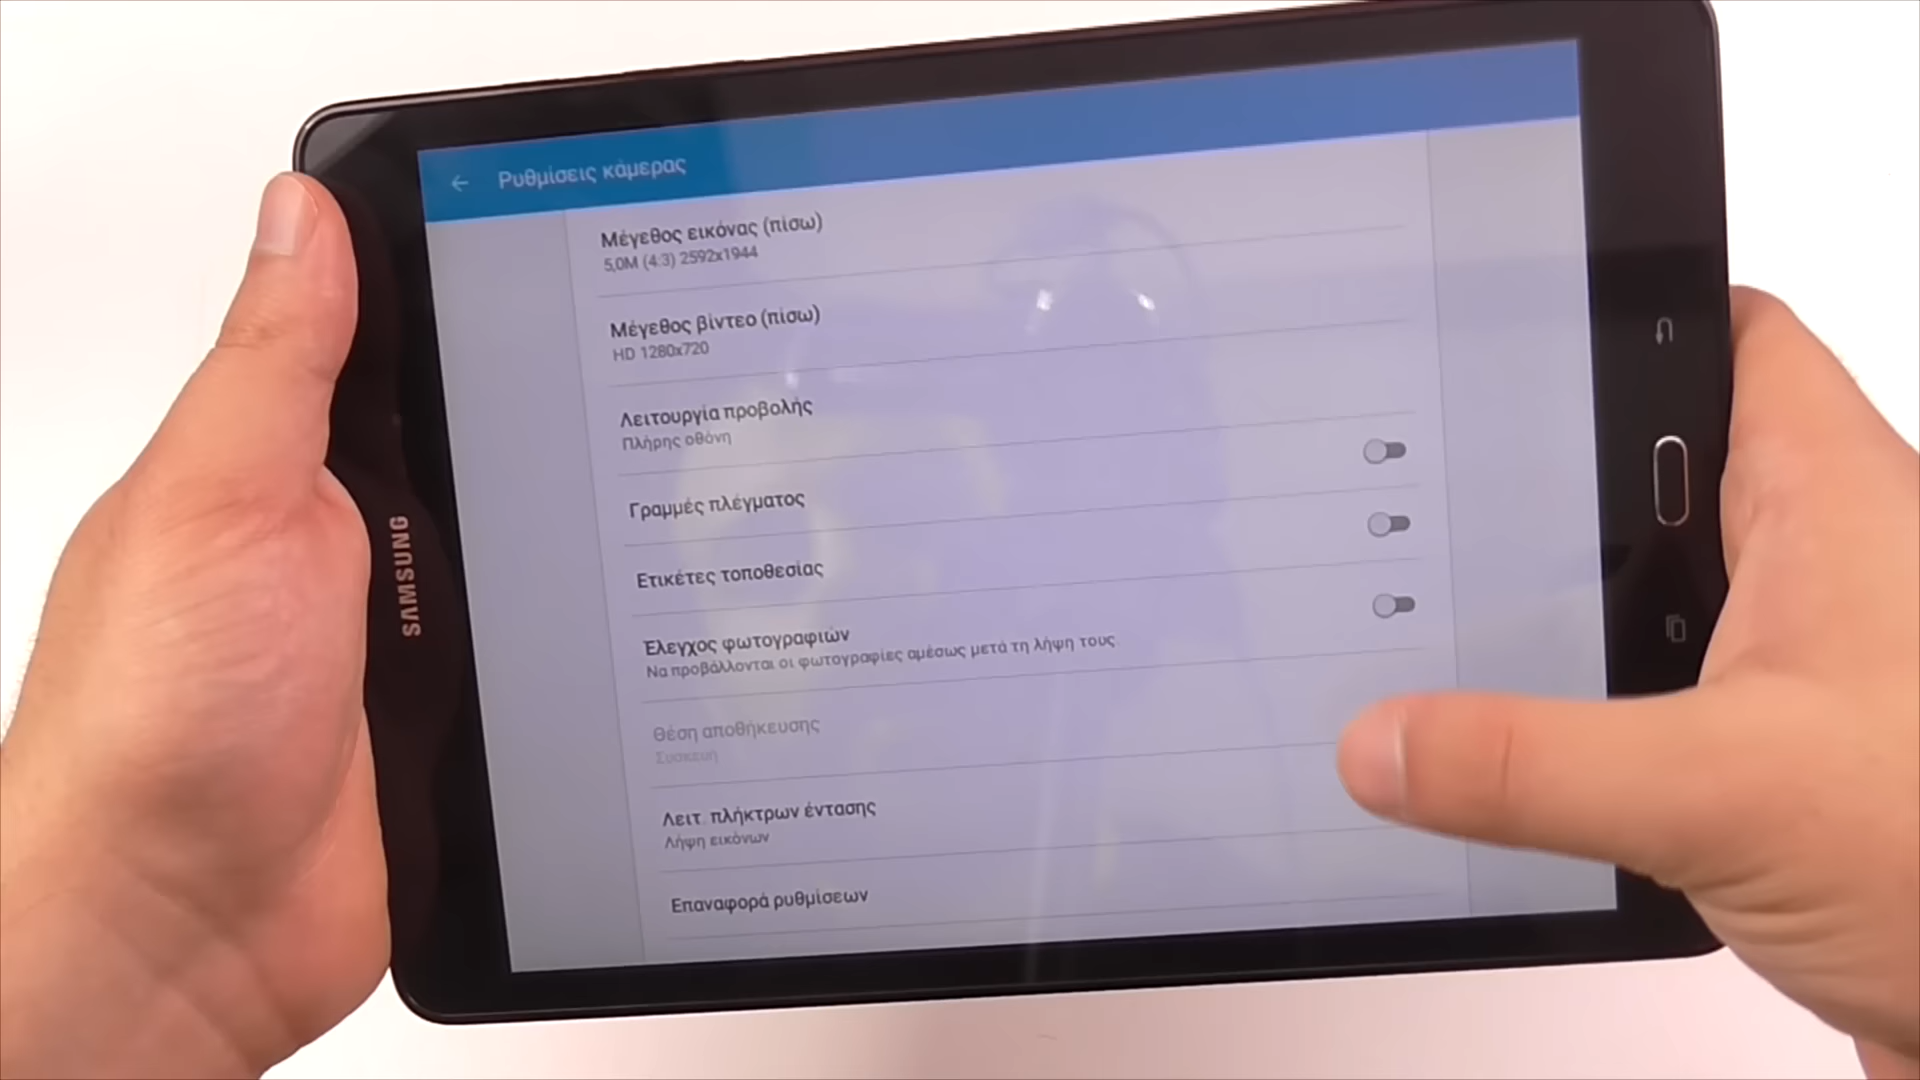 Ρυθμίσεις κάμερας
Μέγεθος εικόνας (πίσω)
5,0M (4:3) 2592x1944
Μέγεθος βίντεο (πίσω)
HD 1280x720
Λειτουργία προβολής
Πλήρης οθόνη
Γραμμές πλέγματος
Ετικέτες τοποθεσίας
Έλεγχος φωτογραφιών
Να προβάλλονται οι φωτογραφίες αμέσως μετά τη λήψη τους
Θέση αποθήκευσης
Συσκευή
Λειτ. πλήκτρων έντασης
Λήψη εικόνων
Επαναφορά ρυθμίσεων
SAMSUNG